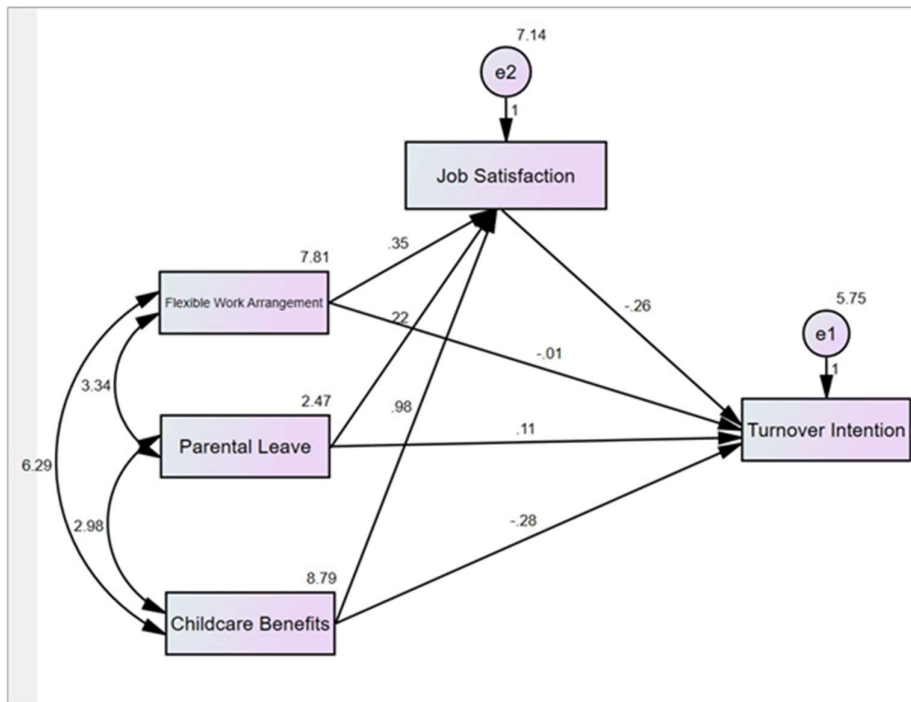 7.14
e2
1
Job Satisfaction
7.81
.35
Flexible Work Arrangement
.22
-.26
5.75
e1
-.01
1
3.34
2.47
.98
Turnover Intention
.11
Parental Leave
6.29
2.98
-.28
8.79
Childcare Benefits